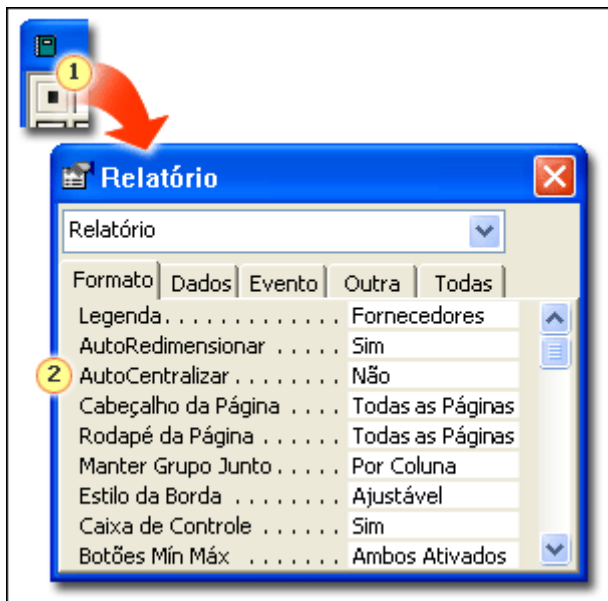 1
Relatório
Relatório
Formato Dados Evento Outra Todas
Legenda. . . . . . . . . . . . . Fornecedores
AutoRedimensionar . . . . . Sim
2 AutoCentralizar . . . . . . . . Não
Cabeçalho da Página . . . . Todas as Páginas
Rodapé da Página . . . . . . Todas as Páginas
Manter Grupo Junto . . . . . Por Coluna
Estilo da Borda . . . . . . . . Ajustável
Caixa de Controle . . . . . . Sim
Botões Mín Máx . . . . . . . Ambos Ativados